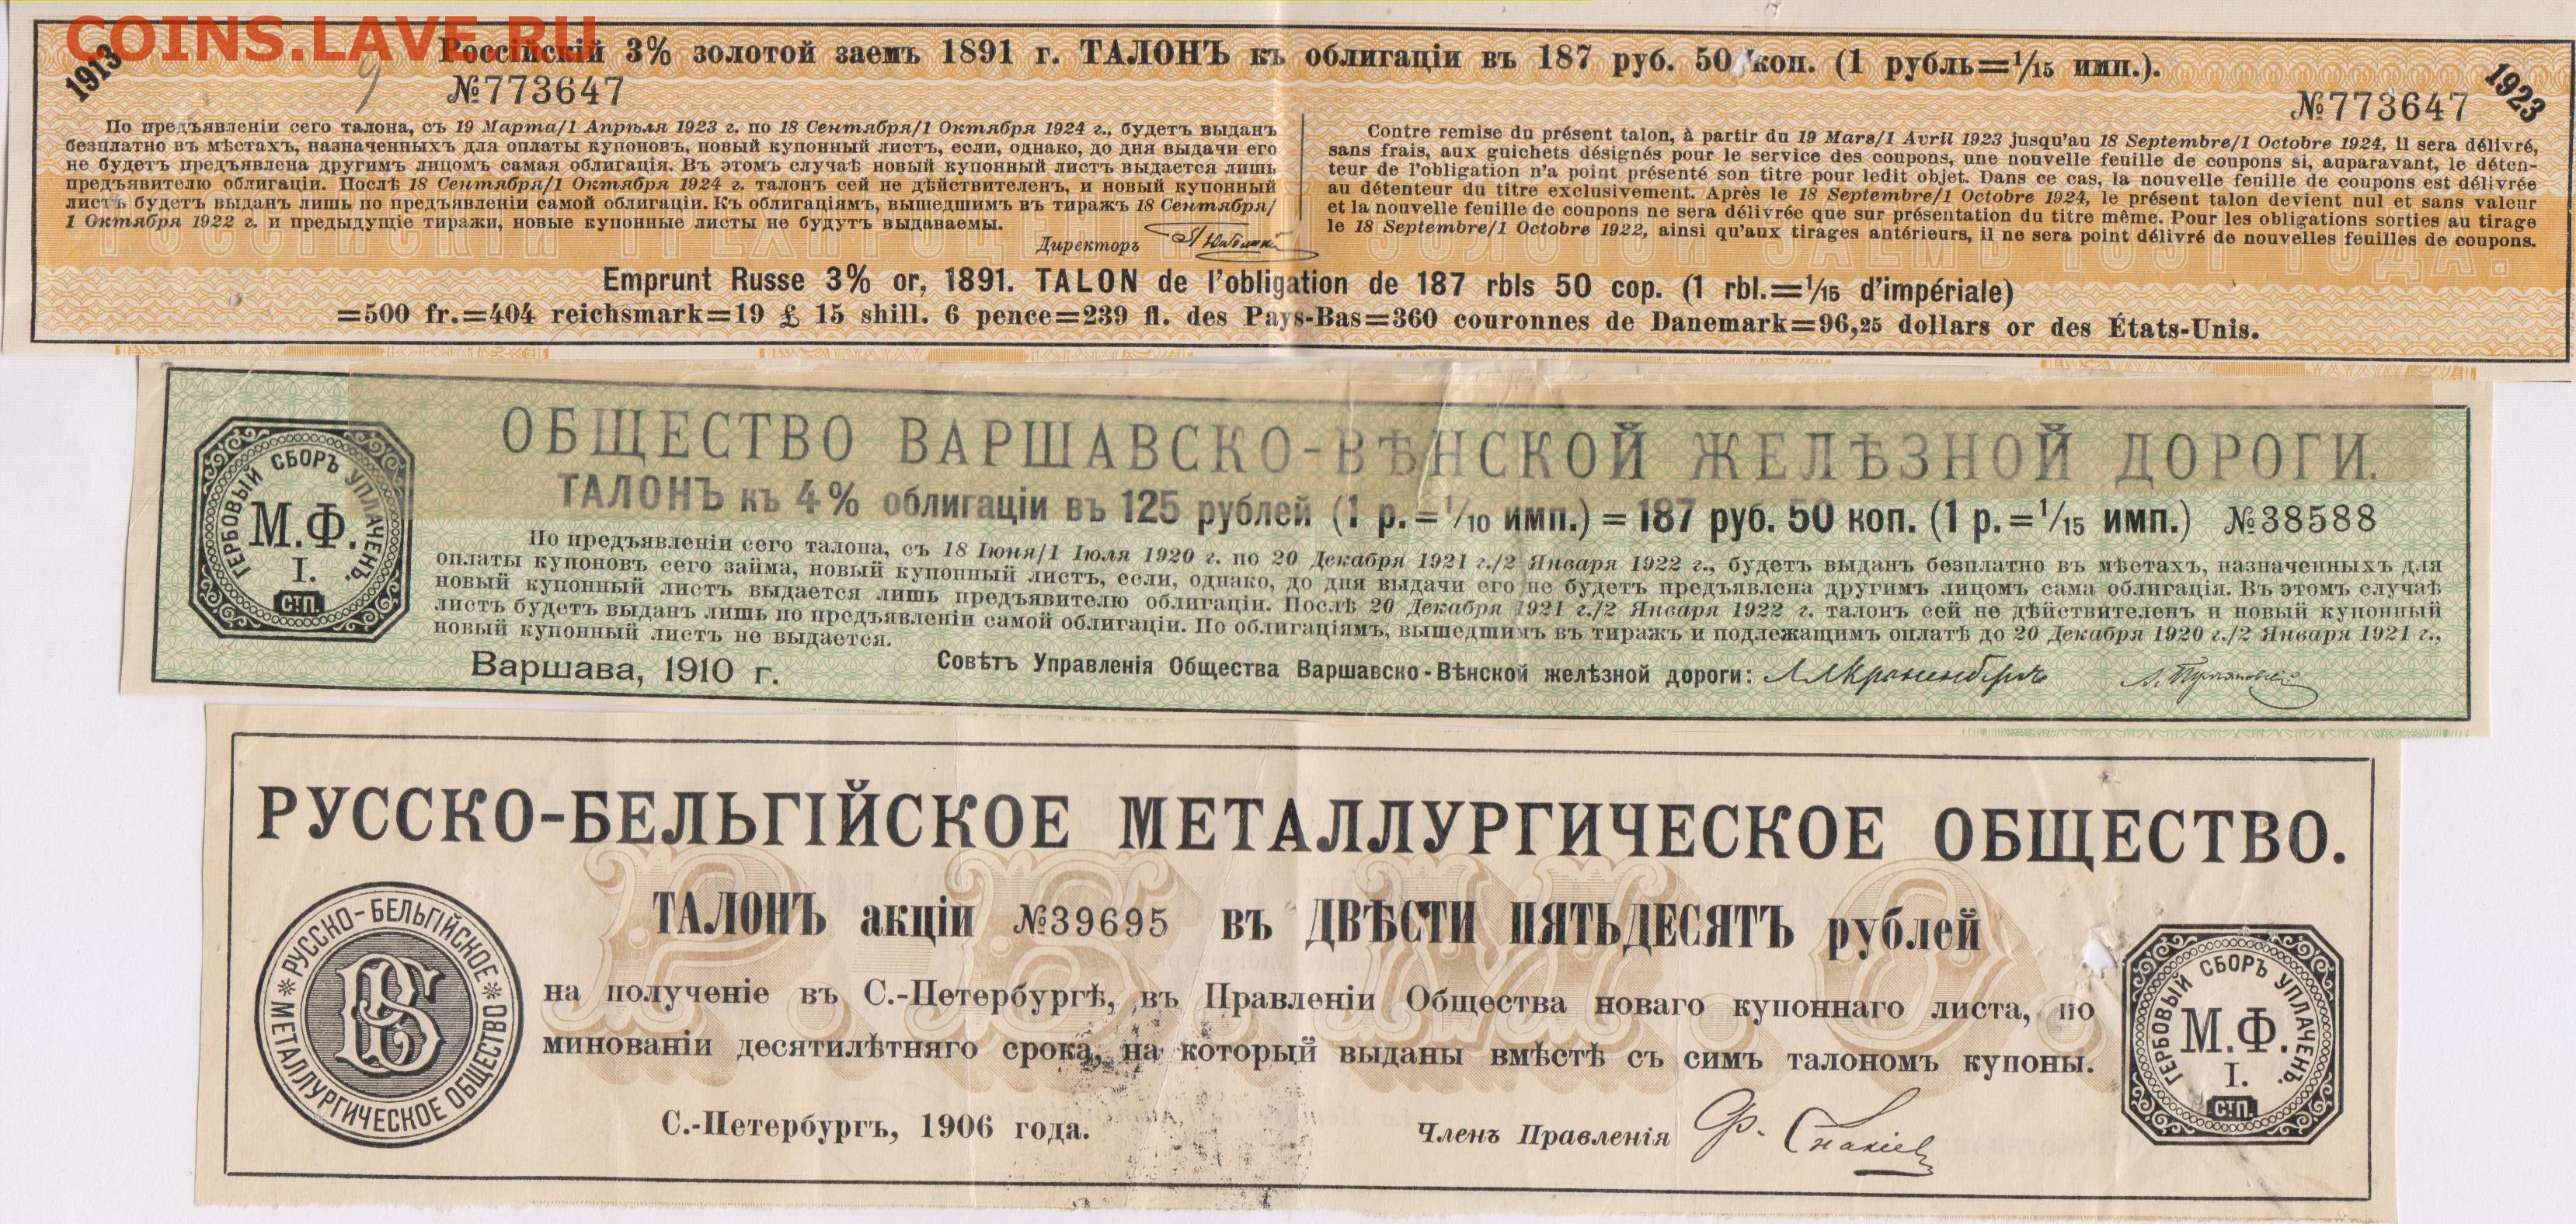 COINS.LAVE.RU
1913
Россійскій 3% золотой заемъ 1891 г. ТАЛОНЪ къ облигаціи въ 187 руб. 50 коп. (1 рубль=1/15 имп.).
1923
9
№773647
№773647
По предъявленіи сего талона, съ 19 Марта/1 Апрѣля 1923 г. по 18 Сентября/1 Октября 1924 г., будетъ выданъ
безплатно въ мѣстахъ, назначенныхъ для оплаты купоновъ, новый купонный листъ, если, однако, до дня выдачи его
не будетъ предъявлена другимъ лицомъ самая облигація. Въ этомъ случаѣ новый купонный листъ выдается лишь
предъявителю облигаціи. Послѣ 18 Сентября/1 Октября 1924 г. талонъ сей не дѣйствителенъ, и новый купонный
листъ будетъ выданъ лишь по предъявленіи самой облигаціи. Къ облигаціямъ, вышедшимъ въ тиражъ 18 Сентября/
1 Октября 1922 г. и предыдущіе тиражи, новые купонные листы не будутъ выдаваемы.
Директоръ
Contre remise du présent talon, à partir du 19 Mars/1 Avril 1923 jusqu'au 18 Septembre/1 Octobre 1924, il sera délivré,
sans frais, aux guichets désignés pour le service des coupons, une nouvelle feuille de coupons si, auparavant, le déten-
teur de l'obligation n'a point présenté son titre pour ledit objet. Dans ce cas, la nouvelle feuille de coupons est délivrée
au détenteur du titre exclusivement. Après le 18 Septembre/1 Octobre 1924, le présent talon devient nul et sans valeur
et la nouvelle feuille de coupons ne sera délivrée que sur présentation du titre même. Pour les obligations sorties au tirage
le 18 Septembre/1 Octobre 1922, ainsi qu'aux tirages antérieurs, il ne sera point délivré de nouvelles feuilles de coupons.
Emprunt Russe 3% or, 1891. TALON de l'obligation de 187 rbls 50 cop. (1 rbl.=1/15 d'impériale)
=500 fr.=404 reichsmark=19 £ 15 shill. 6 pence=239 fl. des Pays-Bas=360 couronnes de Danemark=96,25 dollars or des États-Unis.
ГЕРБОВЫЙ СБОРЪ УПЛАЧЕНЪ.
М.Ф.
I.
СТП.
ОБЩЕСТВО ВАРШАВСКО-ВѢНСКОЙ ЖЕЛѢЗНОЙ ДОРОГИ.
ТАЛОНЪ къ 4% облигаціи въ 125 рублей (1 р.=1/10 имп.) = 187 руб. 50 коп. (1 р.=1/15 имп.) №38588
По предъявленіи сего талона, съ 18 Іюня/1 Іюля 1920 г. по 20 Декабря 1921 г./2 Января 1922 г., будетъ выданъ безплатно въ мѣстахъ, назначенныхъ для
оплаты купоновъ сего займа, новый купонный листъ, если, однако, до дня выдачи его не будетъ предъявлена другимъ лицомъ сама облигація. Въ этомъ случаѣ
новый купонный листъ выдается лишь предъявителю облигаціи. Послѣ 20 Декабря 1921 г./2 Января 1922 г. талонъ сей не дѣйствителенъ и новый купонный
листъ будетъ выданъ лишь по предъявленіи самой облигаціи. По облигаціямъ, вышедшимъ въ тиражъ и подлежащимъ оплатѣ до 20 Декабря 1920 г./2 Января 1921 г.,
новый купонный листъ не выдается.
Варшава, 1910 г.
Совѣтъ Управленія Общества Варшавско-Вѣнской желѣзной дороги:
РУССКО-БЕЛЬГІЙСКОЕ МЕТАЛЛУРГИЧЕСКОЕ ОБЩЕСТВО.
ТАЛОНЪ акціи №39695 въ ДВѢСТИ ПЯТЬДЕСЯТЪ рублей
РУССКО-БЕЛЬГІЙСКОЕ
МЕТАЛЛУРГИЧЕСКОЕ ОБЩЕСТВО
на полученіе въ С.-Петербургѣ, въ Правленіи Общества новаго купоннаго листа, по
минованіи десятилѣтняго срока, на который выданы вмѣстѣ съ симъ талономъ купоны.
С.-Петербургъ, 1906 года.
Членъ Правленія
ГЕРБОВЫЙ СБОРЪ УПЛАЧЕНЪ.
М.Ф.
I.
СТП.